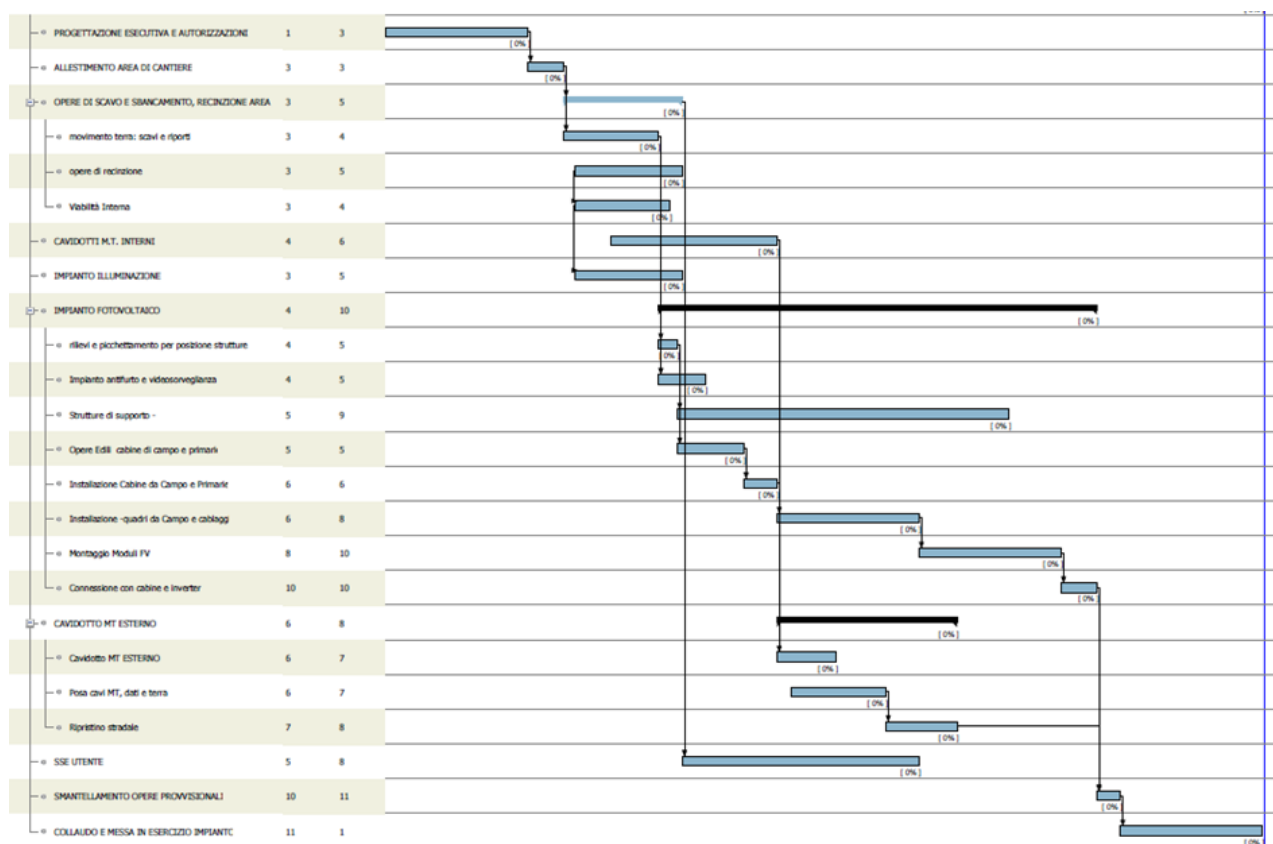 PROGETTAZIONE ESECUTIVA E AUTORIZZAZIONI 1 3 [ 0% ]
ALLESTIMENTO AREA DI CANTIERE 3 3 [ 0% ]
OPERE DI SCAVO E SBANCAMENTO, RECINZIONE AREA 3 5 [ 0% ]
movimento terra: scavi e riporti 3 4 [ 0% ]
opere di recinzione 3 5 [ 0% ]
Viabilità Interna 3 4 [ 0% ]
CAVIDOTTI M.T. INTERNI 4 6 [ 0% ]
IMPIANTO ILLUMINAZIONE 3 5 [ 0% ]
IMPIANTO FOTOVOLTAICO 4 10 [ 0% ]
rilievi e picchettamento per posizione strutture 4 5 [ 0% ]
Impianto antifurto e videosorveglianza 4 5 [ 0% ]
Strutture di supporto - 5 9 [ 0% ]
Opere Edili cabine di campo e primari 5 5 [ 0% ]
Installazione Cabine da Campo e Primarie 6 6 [ 0% ]
Installazione -quadri da Campo e cablagg 6 8 [ 0% ]
Montaggio Moduli FV 8 10 [ 0% ]
Connessione con cabine e inverter 10 10 [ 0% ]
CAVIDOTTO MT ESTERNO 6 8 [ 0% ]
Cavidotto MT ESTERNO 6 7 [ 0% ]
Posa cavi MT, dati e terra 6 7 [ 0% ]
Ripristino stradale 7 8 [ 0% ]
SSE UTENTE 5 8 [ 0% ]
SMANTELLAMENTO OPERE PROVVISIONALI 10 11 [ 0% ]
COLLAUDO E MESSA IN ESERCIZIO IMPIANTO 11 1 [ 0% ]